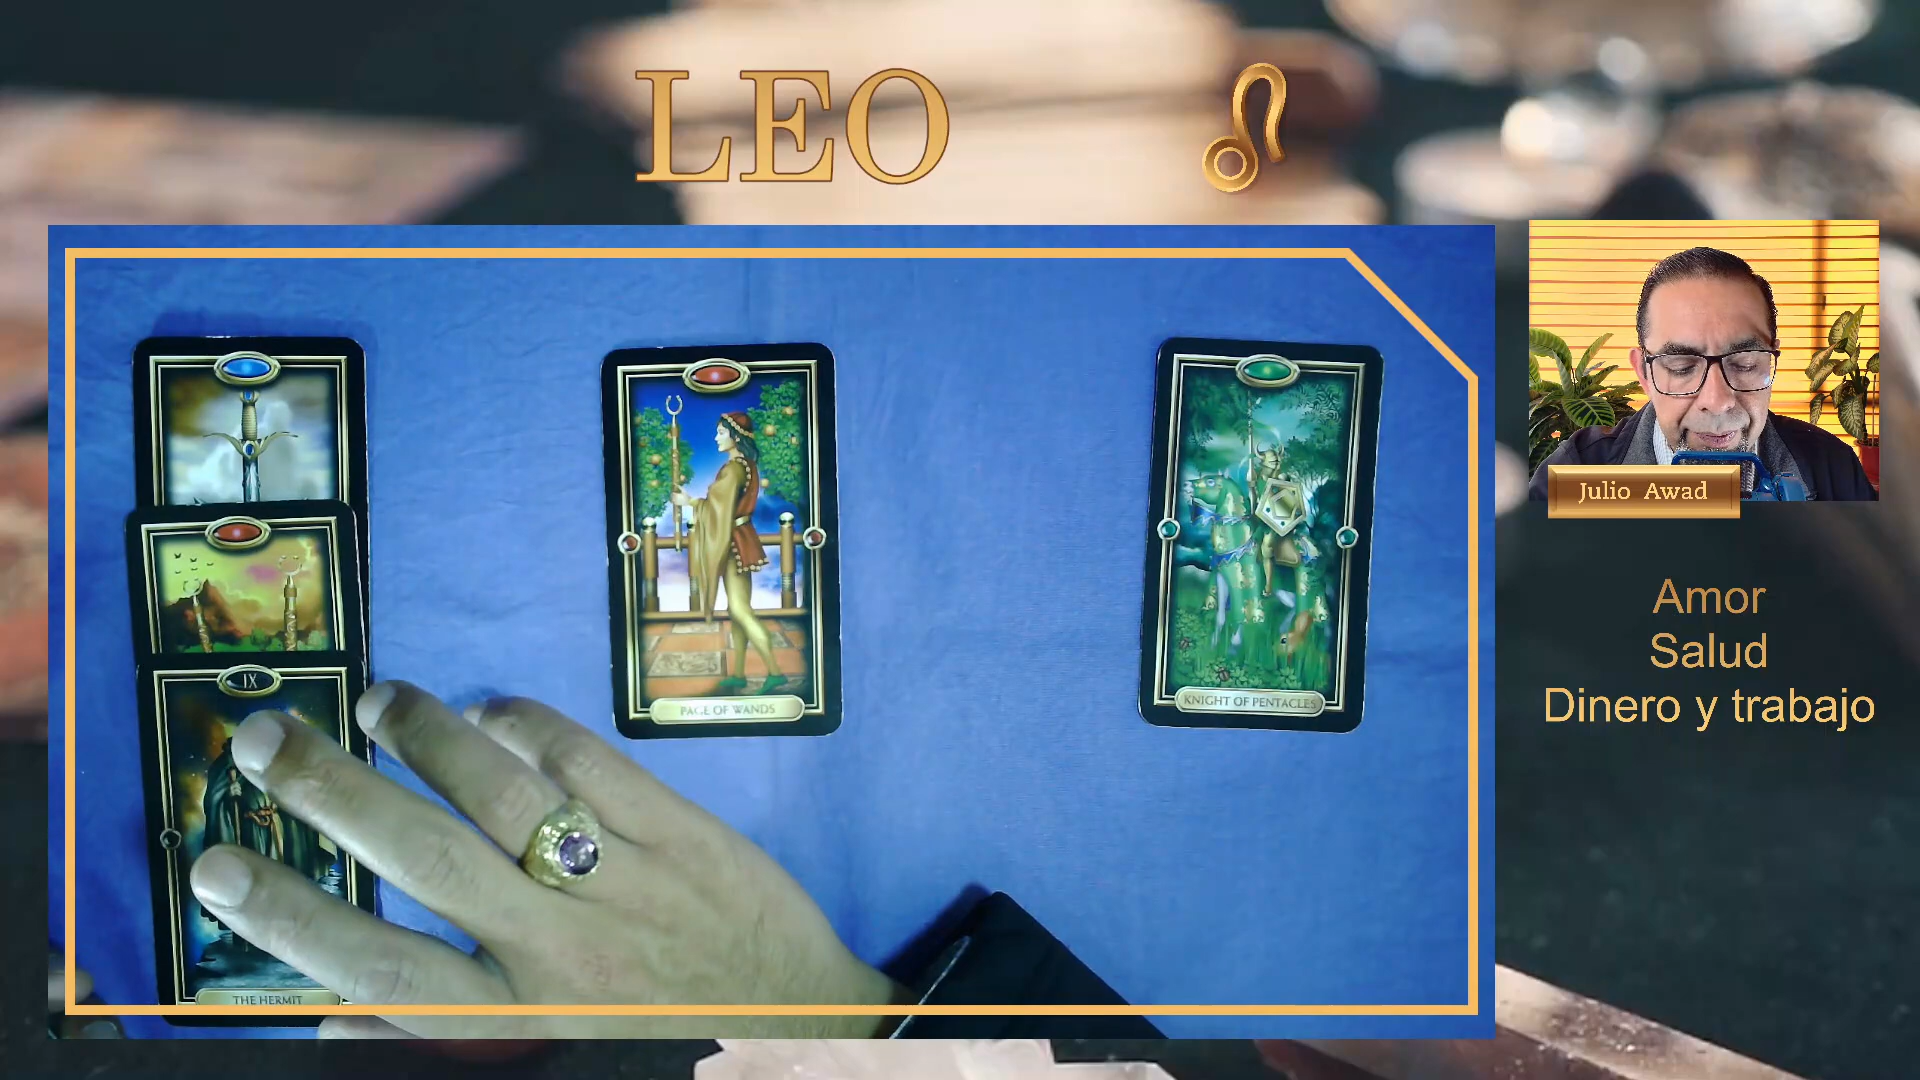 LEO
Julio Awad
Amor
Salud
Dinero y trabajo
PAGE OF WANDS
KNIGHT OF PENTACLES
IX
THE HERMIT